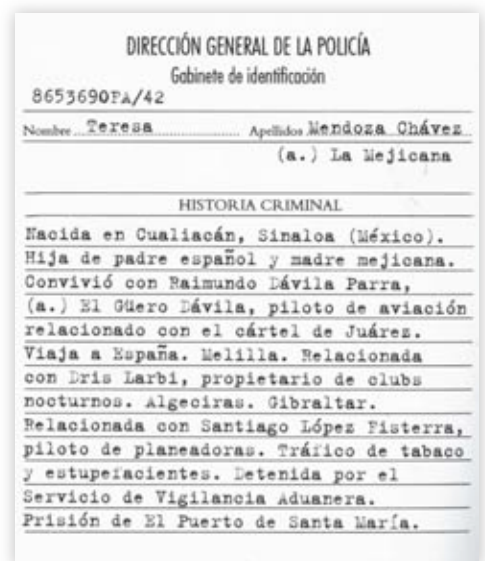 DIRECCIÓN GENERAL DE LA POLICÍA
Gabinete de identificación
8653690FA/42
Nombre Teresa Apellidos Mendoza Chávez
(a.) La Mejicana
HISTORIA CRIMINAL
Nacida en Cualiacán, Sinaloa (México).
Hija de padre español y madre mejicana.
Convivió con Raimundo Dávila Parra,
(a.) El Güero Dávila, piloto de aviación
relacionado con el cártel de Juárez.
Viaja a España. Melilla. Relacionada
con Dris Larbi, propietario de clubs
nocturnos. Algeciras. Gibraltar.
Relacionada con Santiago López Fisterra,
piloto de planeadoras. Tráfico de tabaco
y estupefacientes. Detenida por el
Servicio de Vigilancia Aduanera.
Prisión de El Puerto de Santa María.